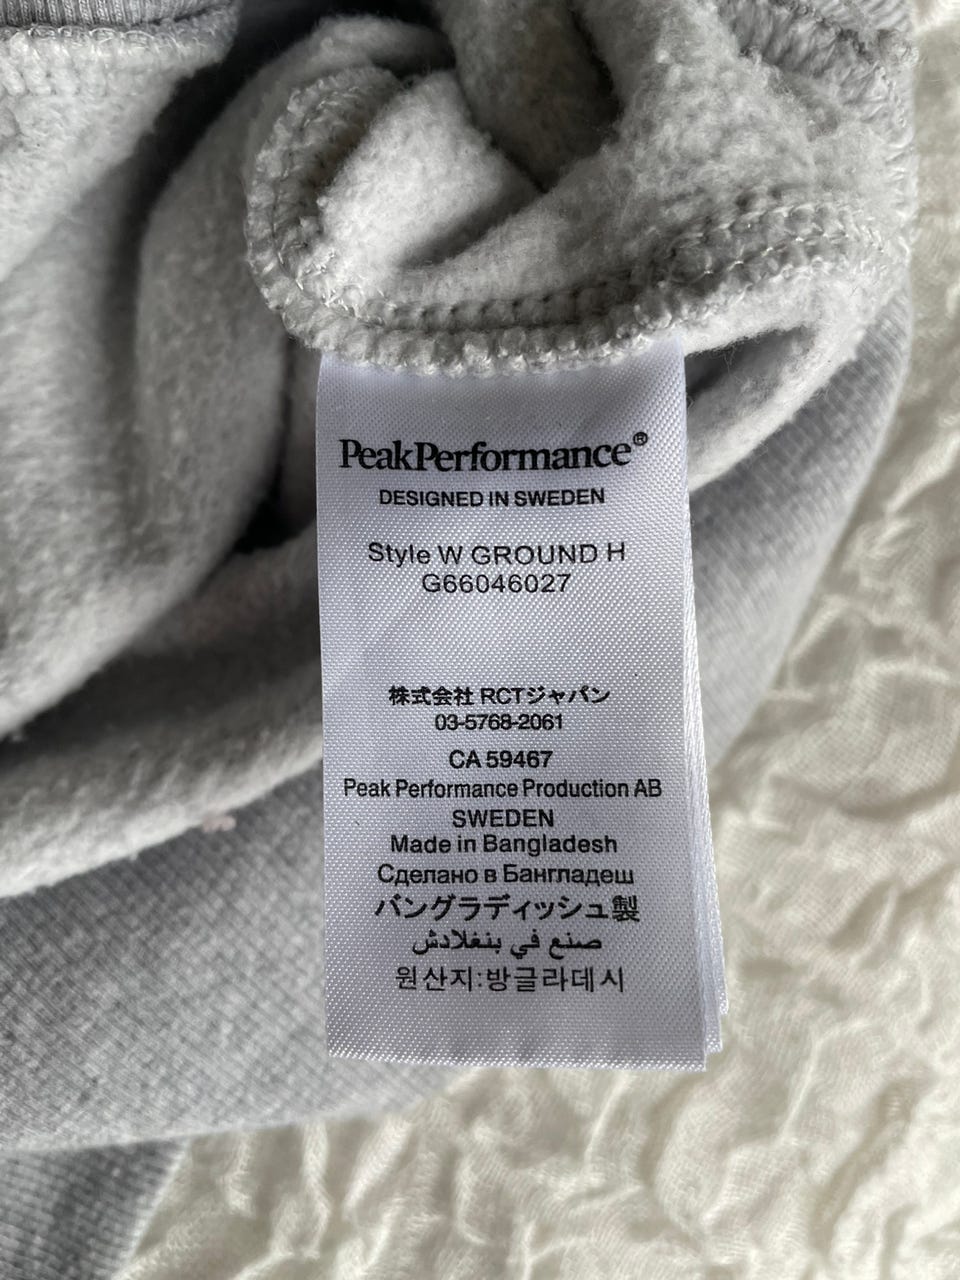 PeakPerformance®
DESIGNED IN SWEDEN
Style W GROUND H
G66046027
株式会社 RCTジャパン
03-5768-2061
CA 59467
Peak Performance Production AB
SWEDEN
Made in Bangladesh
Сделано в Бангладеш
バングラディッシュ製
صنع في بنغلادش
원산지:방글라데시